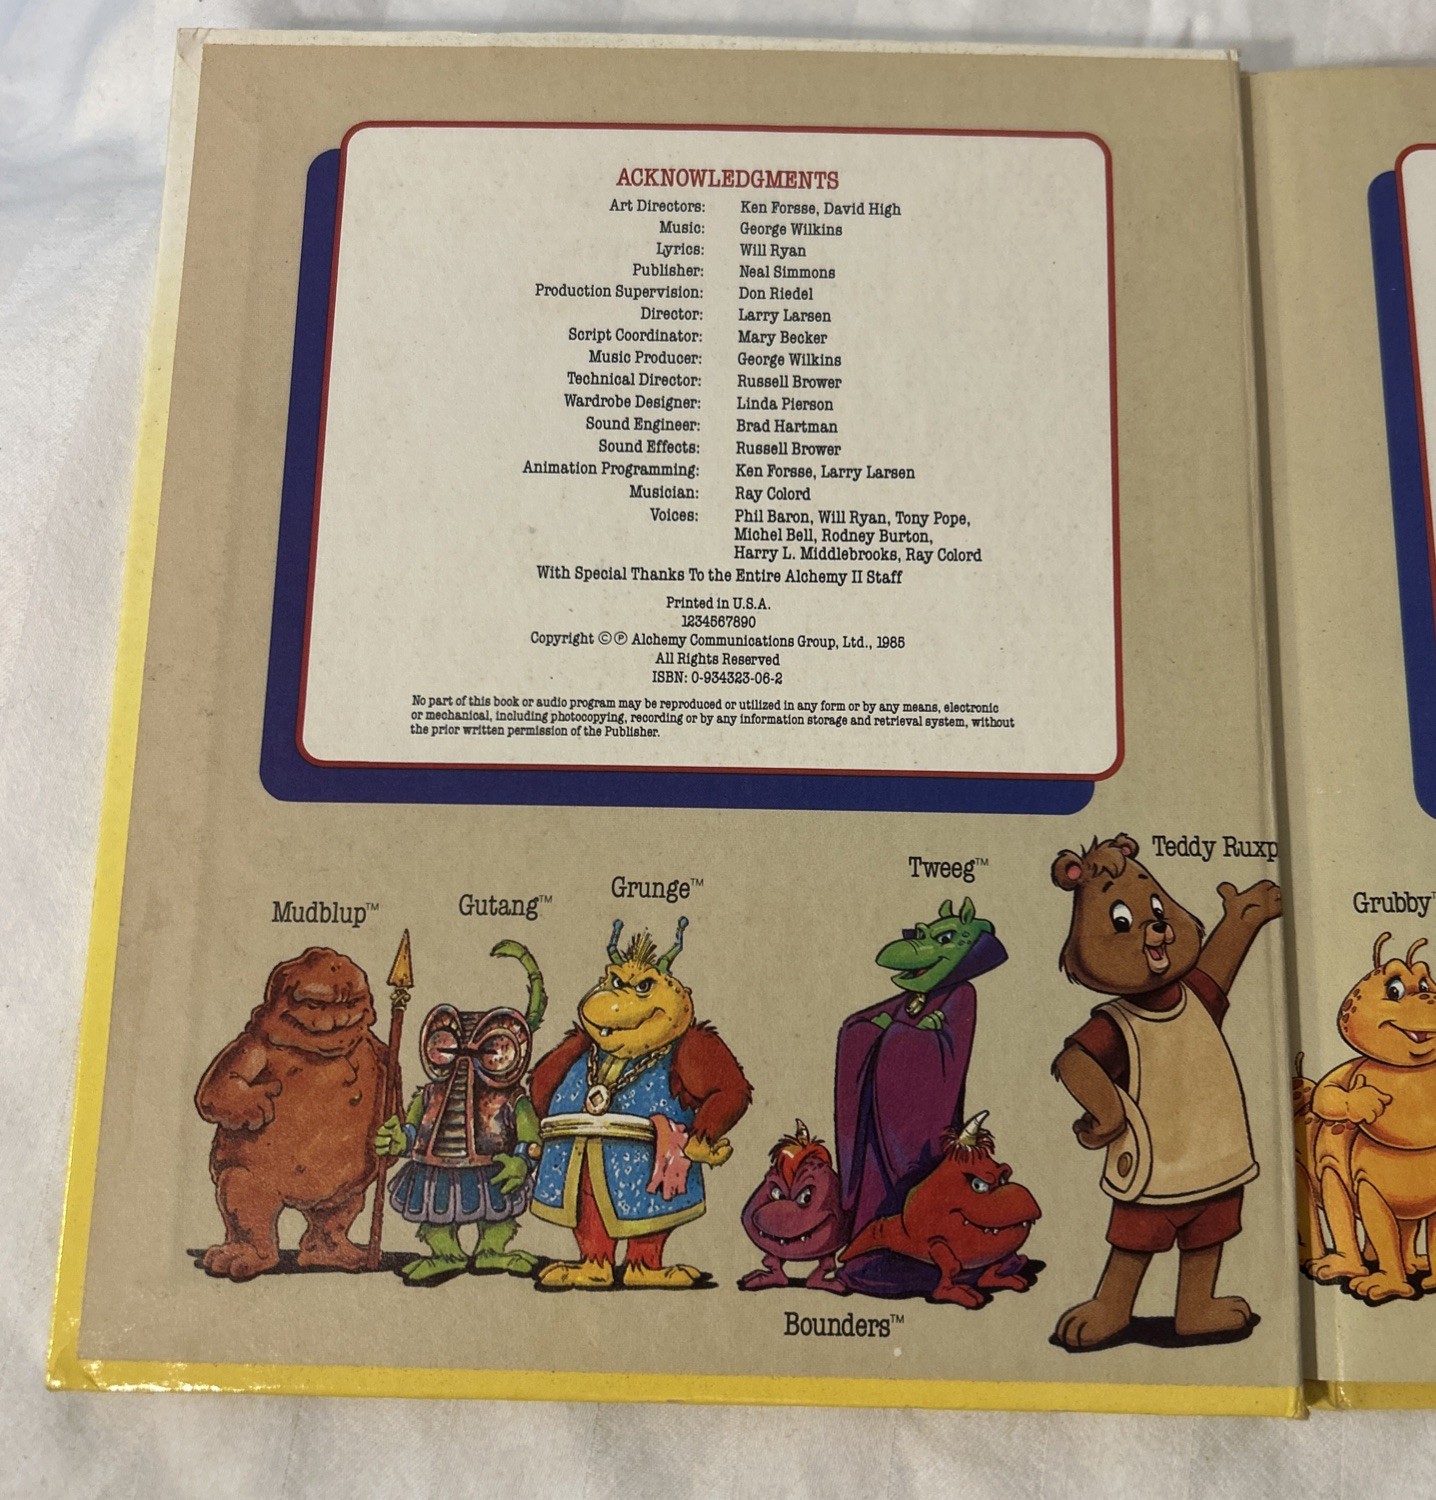 ACKNOWLEDGMENTS
Art Directors: Ken Forsse, David High
Music: George Wilkins
Lyrics: Will Ryan
Publisher: Neal Simmons
Production Supervision: Don Riedel
Director: Larry Larsen
Script Coordinator: Mary Becker
Music Producer: George Wilkins
Technical Director: Russell Brower
Wardrobe Designer: Linda Pierson
Sound Engineer: Brad Hartman
Sound Effects: Russell Brower
Animation Programming: Ken Forsse, Larry Larsen
Musician: Ray Colord
Voices: Phil Baron, Will Ryan, Tony Pope,
Michel Bell, Rodney Burton,
Harry L. Middlebrooks, Ray Colord
With Special Thanks To the Entire Alchemy II Staff
Printed in U.S.A.
1234567890
Copyright ©℗ Alchemy Communications Group, Ltd., 1985
All Rights Reserved
ISBN: 0-934323-06-2
No part of this book or audio program may be reproduced or utilized in any form or by any means, electronic
or mechanical, including photocopying, recording or by any information storage and retrieval system, without
the prior written permission of the Publisher.
Mudblup™
Gutang™
Grunge™
Tweeg™
Teddy Ruxp
Grubby™
Bounders™